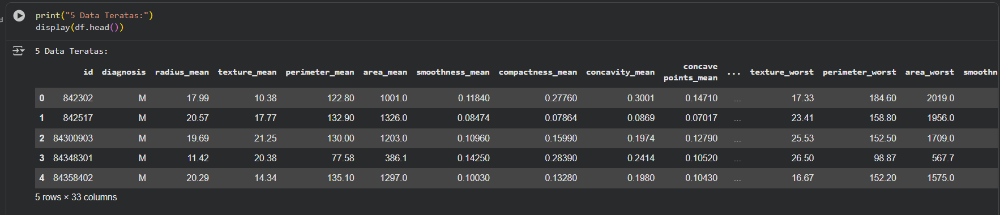 d
print("5 Data Teratas:")
display(df.head())
5 Data Teratas:
id diagnosis radius_mean texture_mean perimeter_mean area_mean smoothness_mean compactness_mean concavity_mean concave points_mean ... texture_worst perimeter_worst area_worst smoothn
0 842302 M 17.99 10.38 122.80 1001.0 0.11840 0.27760 0.3001 0.14710 ... 17.33 184.60 2019.0
1 842517 M 20.57 17.77 132.90 1326.0 0.08474 0.07864 0.0869 0.07017 ... 23.41 158.80 1956.0
2 84300903 M 19.69 21.25 130.00 1203.0 0.10960 0.15990 0.1974 0.12790 ... 25.53 152.50 1709.0
3 84348301 M 11.42 20.38 77.58 386.1 0.14250 0.28390 0.2414 0.10520 ... 26.50 98.87 567.7
4 84358402 M 20.29 14.34 135.10 1297.0 0.10030 0.13280 0.1980 0.10430 ... 16.67 152.20 1575.0
5 rows × 33 columns